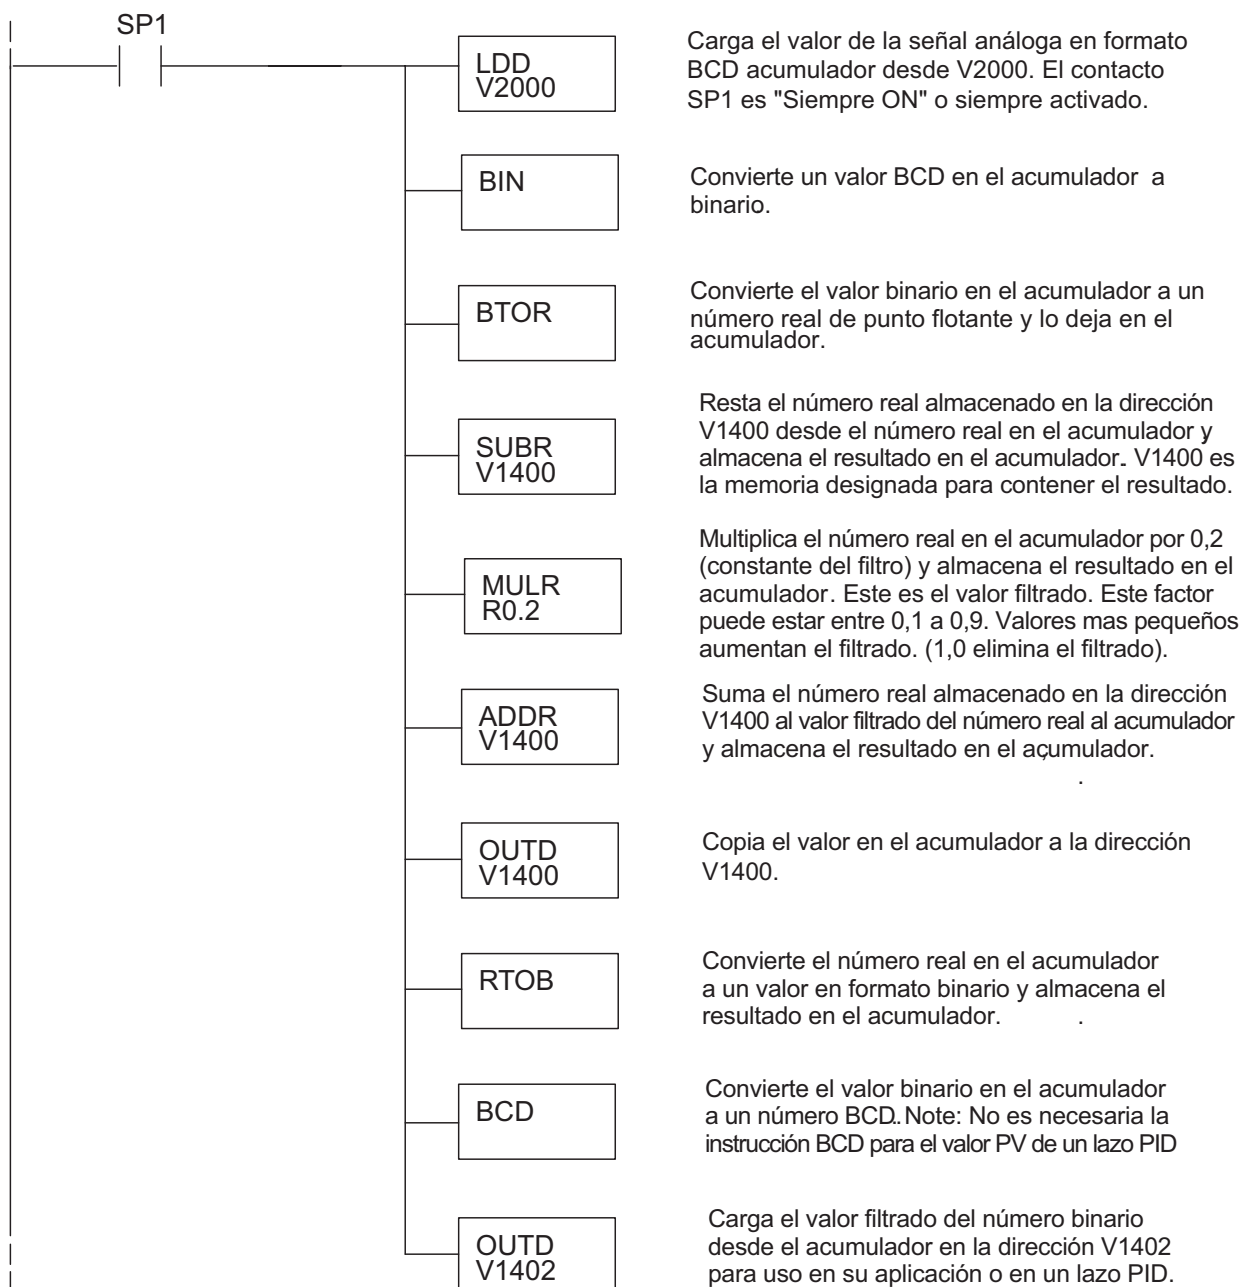 SP1
LDD
V2000
Carga el valor de la señal análoga en formato
BCD acumulador desde V2000. El contacto
SP1 es "Siempre ON" o siempre activado.
BIN
Convierte un valor BCD en el acumulador a
binario.
BTOR
Convierte el valor binario en el acumulador a un
número real de punto flotante y lo deja en el
acumulador.
SUBR
V1400
Resta el número real almacenado en la dirección
V1400 desde el número real en el acumulador y
almacena el resultado en el acumulador.. V1400 es
la memoria designada para contener el resultado.
MULR
R0.2
Multiplica el número real en el acumulador por 0,2
(constante del filtro) y almacena el resultado en el
acumulador. Este es el valor filtrado. Este factor
puede estar entre 0,1 a 0,9. Valores mas pequeños
aumentan el filtrado. (1,0 elimina el filtrado).
ADDR
V1400
Suma el número real almacenado en la dirección
V1400 al valor filtrado del número real al acumulador
y almacena el resultado en el acumulador.
.
OUTD
V1400
Copia el valor en el acumulador a la dirección
V1400.
RTOB
Convierte el número real en el acumulador
a un valor en formato binario y almacena el
resultado en el acumulador. .
BCD
Convierte el valor binario en el acumulador
a un número BCD..Note: No es necesaria la
instrucción BCD para el valor PV de un lazo PID
OUTD
V1402
Carga el valor filtrado del número binario
desde el acumulador en la dirección V1402
para uso en su aplicación o en un lazo PID.